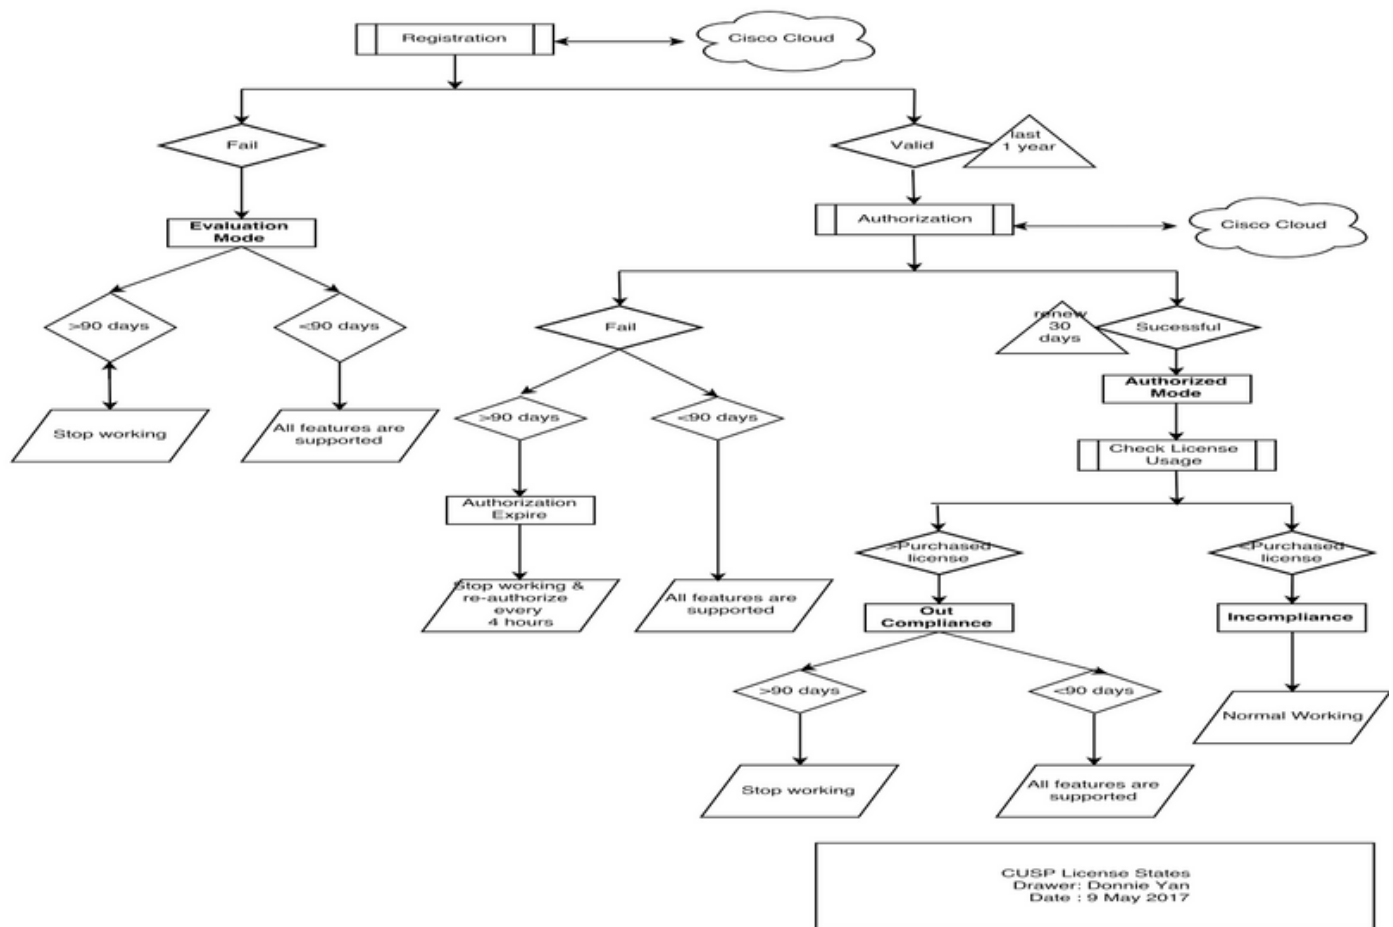 Registration
Cisco Cloud
Fail
Valid
last
1 year
Evaluation
Mode
Authorization
Cisco Cloud
>90 days
<90 days
Fail
renew
30
days
Sucessful
Authorized
Mode
Stop working
All features are
supported
>90 days
<90 days
Check License
Usage
Authorization
Expire
>Purchased
license
<Purchased
license
Stop working &
re-authorize
every
4 hours
All features are
supported
Out
Compliance
Incompliance
>90 days
<90 days
Normal Working
Stop working
All features are
supported
CUSP License States
Drawer: Donnie Yan
Date : 9 May 2017